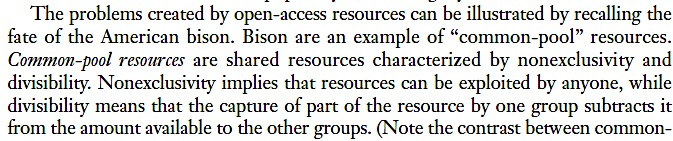 The problems created by open-access resources can be illustrated by recalling the
fate of the American bison. Bison are an example of “common-pool” resources.
Common-pool resources are shared resources characterized by nonexclusivity and
divisibility. Nonexclusivity implies that resources can be exploited by anyone, while
divisibility means that the capture of part of the resource by one group subtracts it
from the amount available to the other groups. (Note the contrast between common-